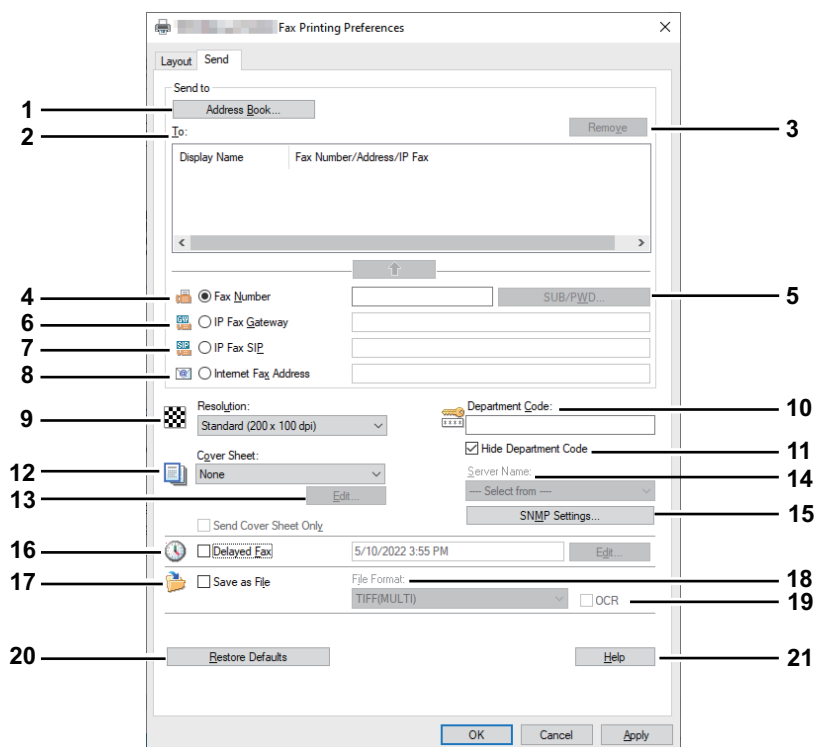 Fax Printing Preferences
Layout Send
Send to
1 Address Book...
2 To: Remove 3
Display Name Fax Number/Address/IP Fax
4 Fax Number SUB/PWD... 5
6 IP Fax Gateway
7 IP Fax SIP
8 Internet Fax Address
Resolution: Department Code: 10
9 Standard (200 x 100 dpi)
Hide Department Code 11
Cover Sheet: Server Name: 14
12 None
— Select from —
13 Edit...
SNMP Settings... 15
Send Cover Sheet Only
16 Delayed Fax 5/10/2022 3:55 PM Edit...
17 Save as File File Format: 18
TIFF(MULTI) OCR 19
20 Restore Defaults Help 21
OK Cancel Apply